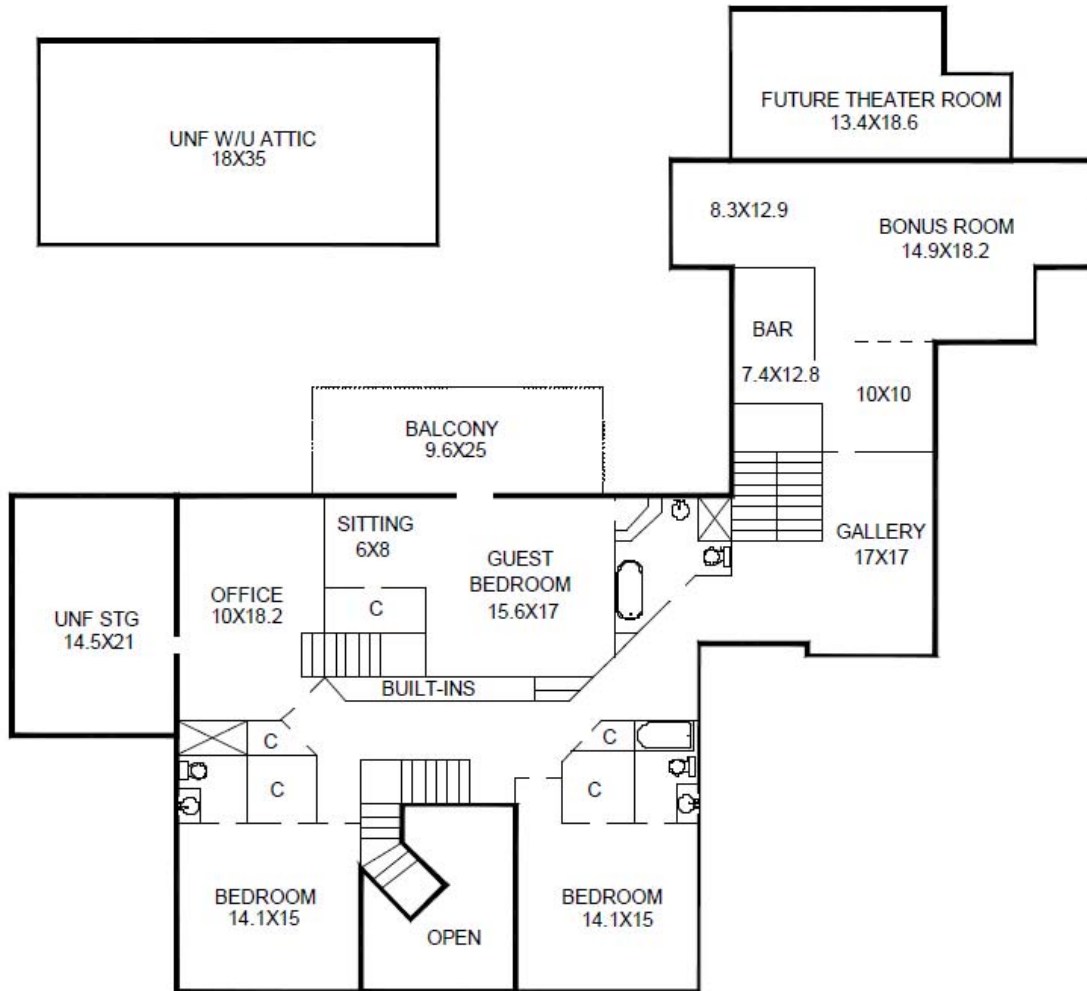 FUTURE THEATER ROOM
13.4X18.6
UNF W/U ATTIC
18X35
8.3X12.9
BONUS ROOM
14.9X18.2
BAR
7.4X12.8
10X10
BALCONY
9.6X25
SITTING
6X8
GUEST
BEDROOM
15.6X17
GALLERY
17X17
OFFICE
10X18.2
C
UNF STG
14.5X21
BUILT-INS
C
C
C
C
BEDROOM
14.1X15
BEDROOM
14.1X15
OPEN